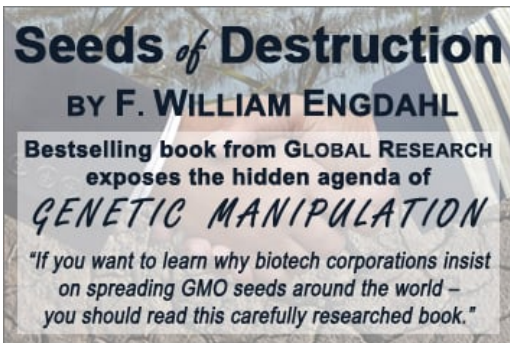 Seeds of Destruction
BY F. WILLIAM ENGDAHL
Bestselling book from GLOBAL RESEARCH
exposes the hidden agenda of
GENETIC MANIPULATION
“If you want to learn why biotech corporations insist
on spreading GMO seeds around the world –
you should read this carefully researched book.”